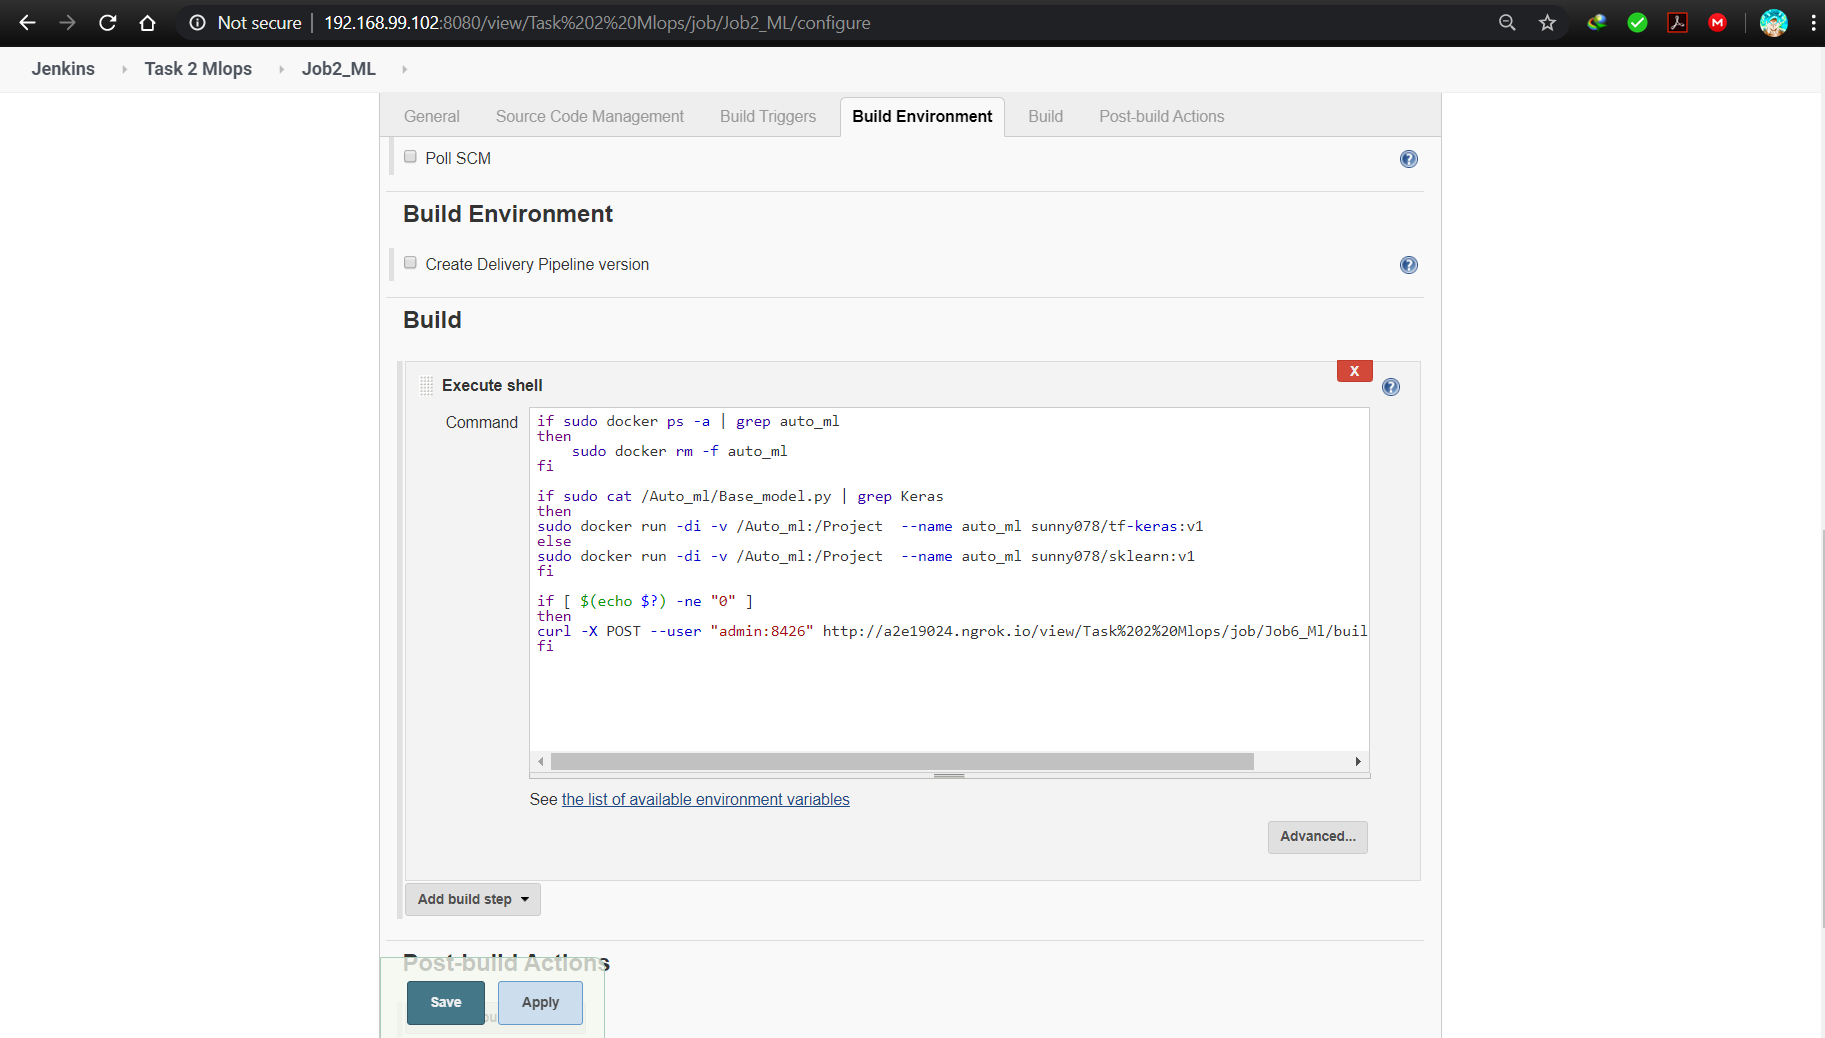 Not secure | 192.168.99.102:8080/view/Task%202%20Mlops/job/Job2_ML/configure
Jenkins Task 2 Mlops Job2_ML
General Source Code Management Build Triggers Build Environment Build Post-build Actions
Poll SCM
Build Environment
Create Delivery Pipeline version
Build
X
Execute shell
Command
if sudo docker ps -a | grep auto_ml
then
    sudo docker rm -f auto_ml
fi

if sudo cat /Auto_ml/Base_model.py | grep Keras
then
sudo docker run -di -v /Auto_ml:/Project  --name auto_ml sunny078/tf-keras:v1
else
sudo docker run -di -v /Auto_ml:/Project  --name auto_ml sunny078/sklearn:v1
fi

if [ $(echo $?) -ne "0" ]
then
curl -X POST --user "admin:8426" http://a2e19024.ngrok.io/view/Task%202%20Mlops/job/Job6_Ml/buil
fi
See the list of available environment variables
Advanced...
Add build step
Post-build Actions
Save Apply